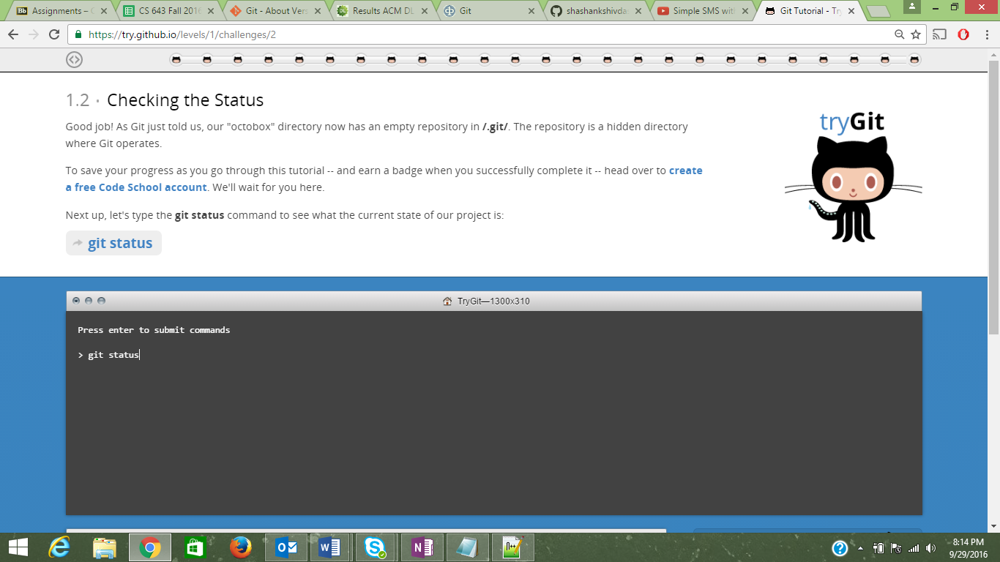 Assignments –
CS 643 Fall 2016
Git - About Vers
Results ACM DL
Git
shashankshivda
Simple SMS with
Git Tutorial - Try
https://try.github.io/levels/1/challenges/2
1.2 · Checking the Status
tryGit
Good job! As Git just told us, our "octobox" directory now has an empty repository in /.git/. The repository is a hidden directory
where Git operates.
To save your progress as you go through this tutorial -- and earn a badge when you successfully complete it -- head over to create
a free Code School account. We'll wait for you here.
Next up, let's type the git status command to see what the current state of our project is:
git status
TryGit—1300x310
Press enter to submit commands
> git status
8:14 PM
9/29/2016